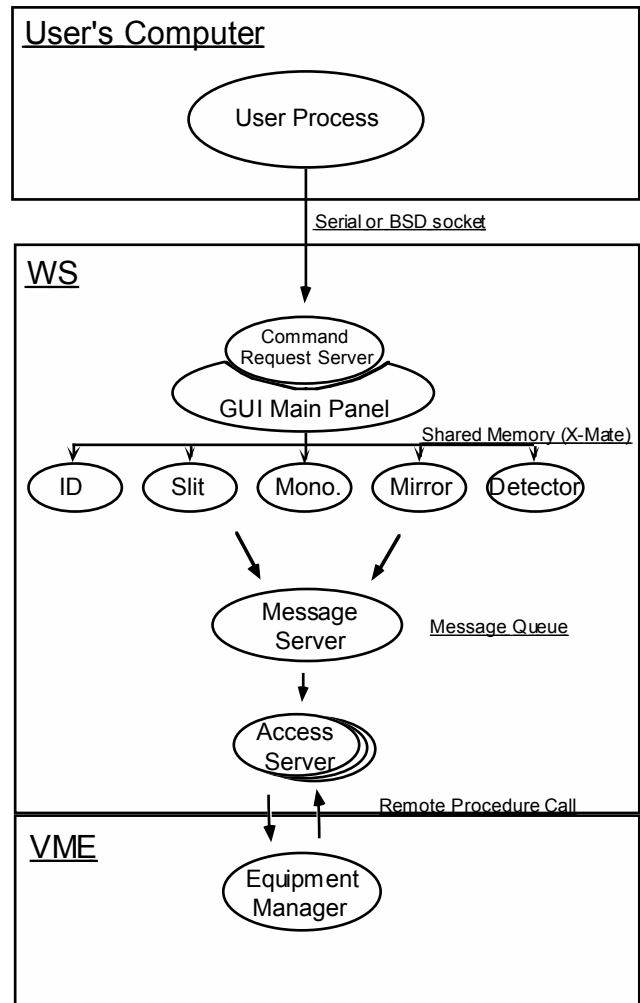 User's Computer
User Process
Serial or BSD socket
WS
Command
Request Server
GUI Main Panel
Shared Memory (X-Mate)
ID
Slit
Mono.
Mirror
Detector
Message
Server
Message Queue
Access
Server
Remote Procedure Call
VME
Equipment
Manager